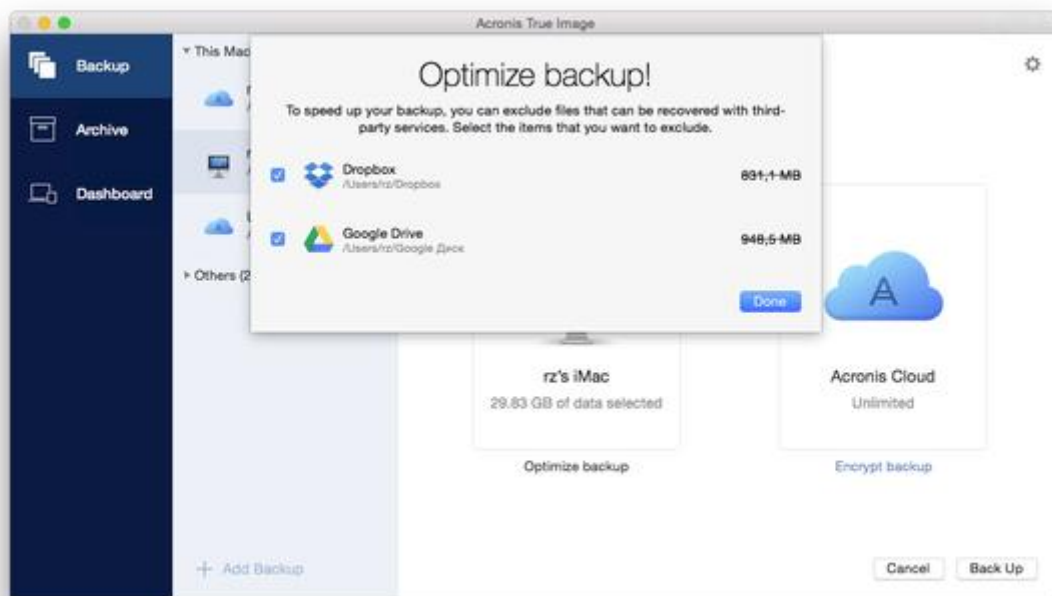 Acronis True Image
Backup
Archive
Dashboard
This Mac
Others (2
+ Add Backup
Optimize backup!
To speed up your backup, you can exclude files that can be recovered with third-
party services. Select the items that you want to exclude.
Dropbox
/Users/rz/Dropbox
831,1 MB
Google Drive
/Users/rz/Google Диск
948,5 MB
Done
rz's iMac
29.83 GB of data selected
Optimize backup
Acronis Cloud
Unlimited
Encrypt backup
Cancel
Back Up